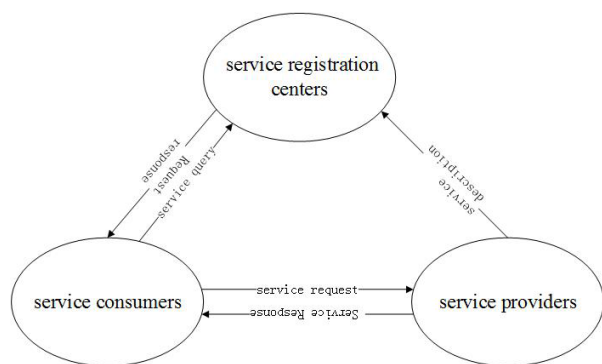 service registration
centers
Request
response
service query
service
description
service consumers
service request
Service Response
service providers